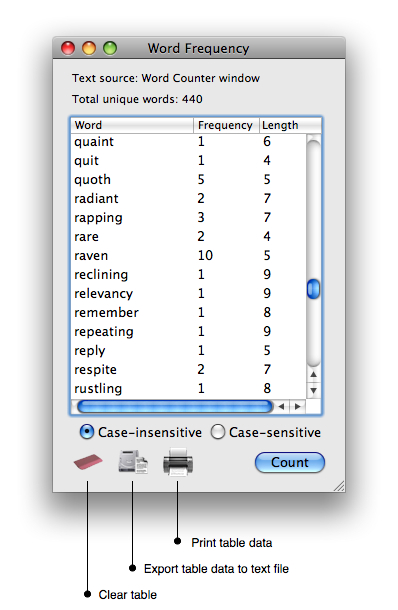 Word Frequency
Text source: Word Counter window
Total unique words: 440
Word Frequency Length
quaint 1 6
quit 1 4
quoth 5 5
radiant 2 7
rapping 3 7
rare 2 4
raven 10 5
reclining 1 9
relevancy 1 9
remember 1 8
repeating 1 9
reply 1 5
respite 2 7
rustling 1 8
Case-insensitive Case-sensitive
Count
Print table data
Export table data to text file
Clear table